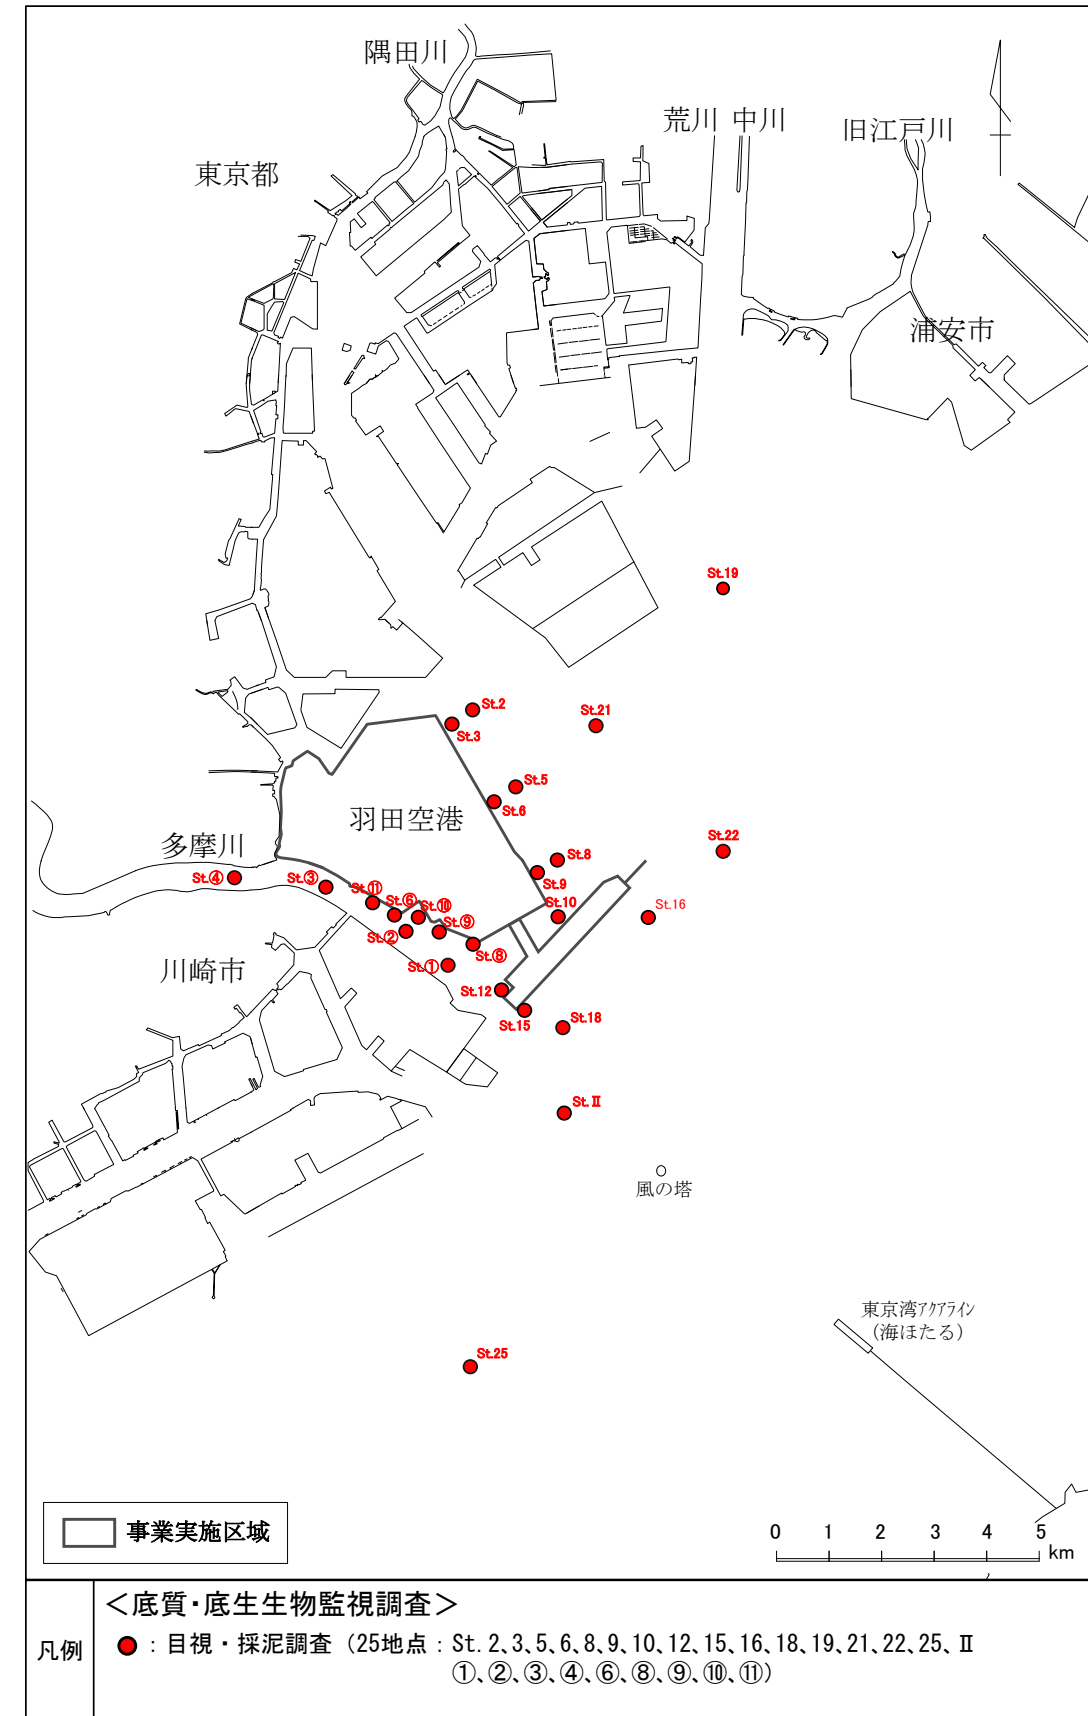 隅田川
荒川 中川
旧江戸川
東京都
浦安市
St.19
St.2
St.3
St.21
St.5
St.6
羽田空港
多摩川
St.22
St.8
St.④
St.③
St.9
St.⑪
St.⑥
St.⑩
St.10
St.16
St.②
St.⑨
St.⑧
川崎市
St.①
St.12
St.15
St.18
St.Ⅱ
風の塔
東京湾アクアライン
(海ほたる)
St.25
事業実施区域
0 1 2 3 4 5
km
凡例
<底質・底生生物監視調査>
:目視・採泥調査 (25地点:St.2、3、5、6、8、9、10、12、15、16、18、19、21、22、25、Ⅱ
①、②、③、④、⑥、⑧、⑨、⑩、⑪)